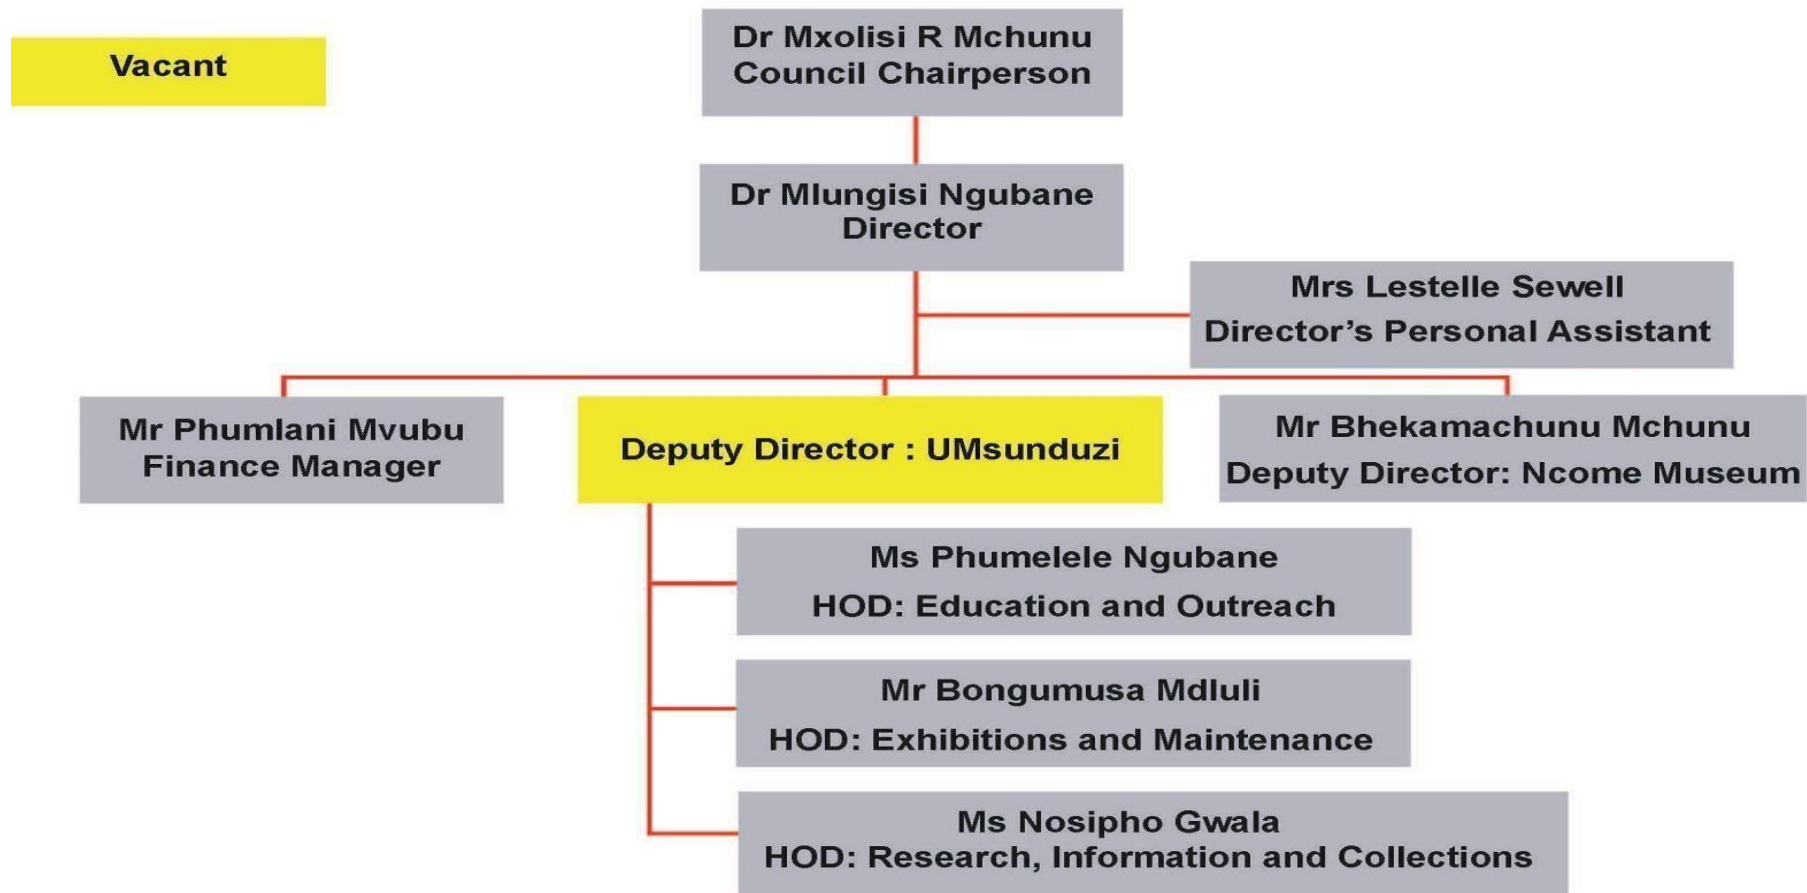 Vacant
Dr Mxolisi R Mchunu
Council Chairperson
Dr Mlungisi Ngubane
Director
Mrs Lestelle Sewell
Director’s Personal Assistant
Mr Phumlani Mvubu
Finance Manager
Deputy Director : UMsunduzi
Mr Bhekamachunu Mchunu
Deputy Director: Ncome Museum
Ms Phumelele Ngubane
HOD: Education and Outreach
Mr Bongumusa Mdluli
HOD: Exhibitions and Maintenance
Ms Nosipho Gwala
HOD: Research, Information and Collections